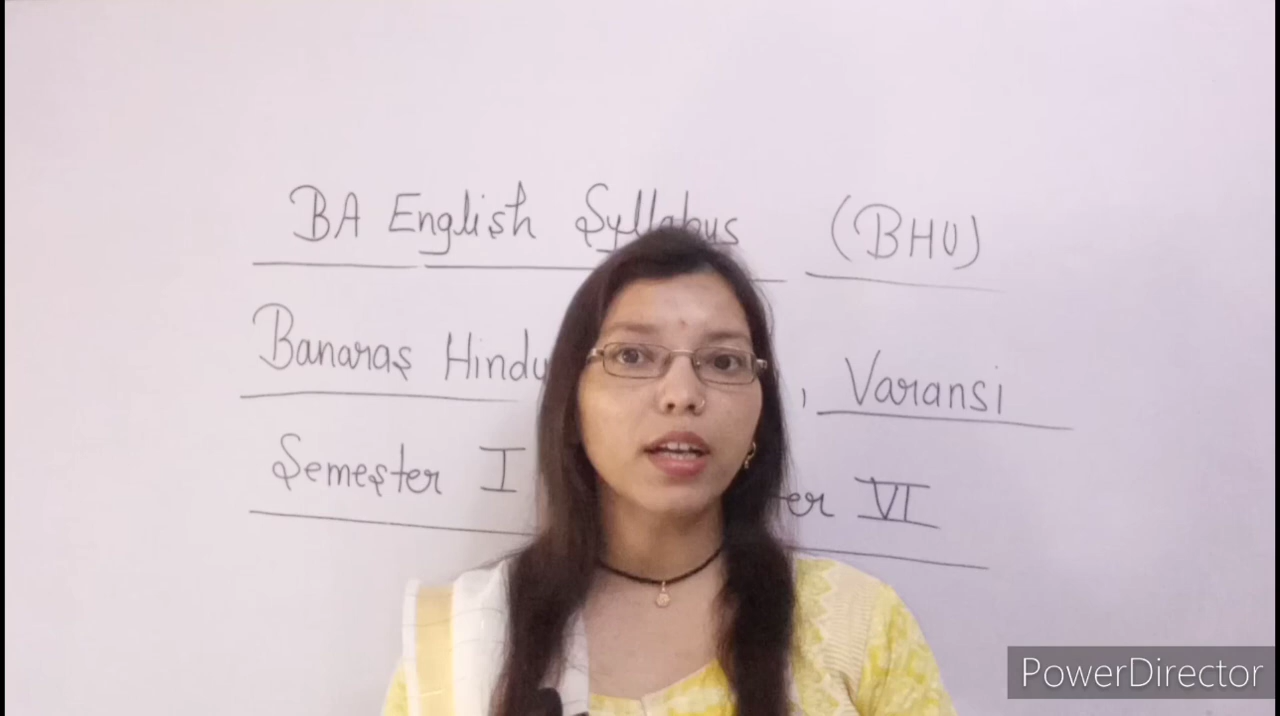 BA English Syllabus (BHU)
Banaras Hindu , Varansi
Semester I er VI
PowerDirector